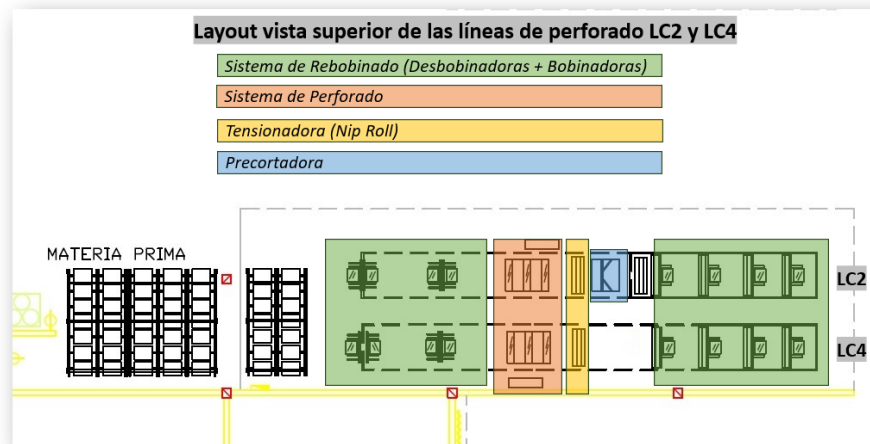 Layout vista superior de las líneas de perforado LC2 y LC4
Sistema de Rebobinado (Desbobinadoras + Bobinadoras)
Sistema de Perforado
Tensionadora (Nip Roll)
Precortadora
MATERIA PRIMA
LC2
LC4